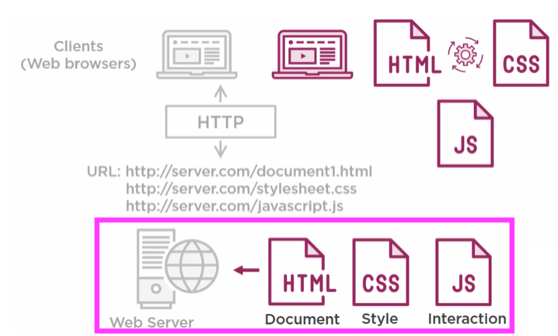 Clients
(Web browsers)
HTML
CSS
JS
HTTP
URL: http://server.com/document1.html
http://server.com/stylesheet.css
http://server.com/javascript.js
HTML
CSS
JS
Web Server
Document
Style
Interaction